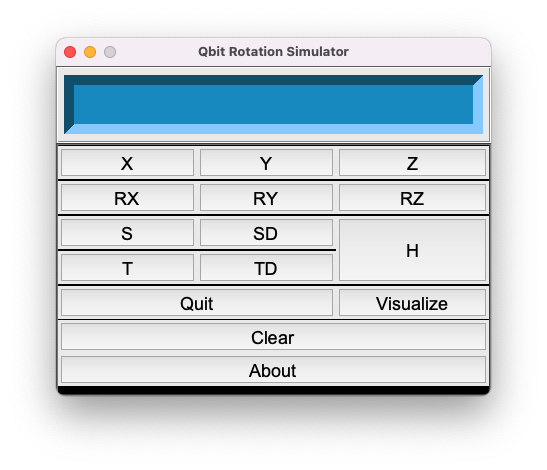 Qbit Rotation Simulator
X Y Z
RX RY RZ
S SD
H
T TD
Quit Visualize
Clear
About